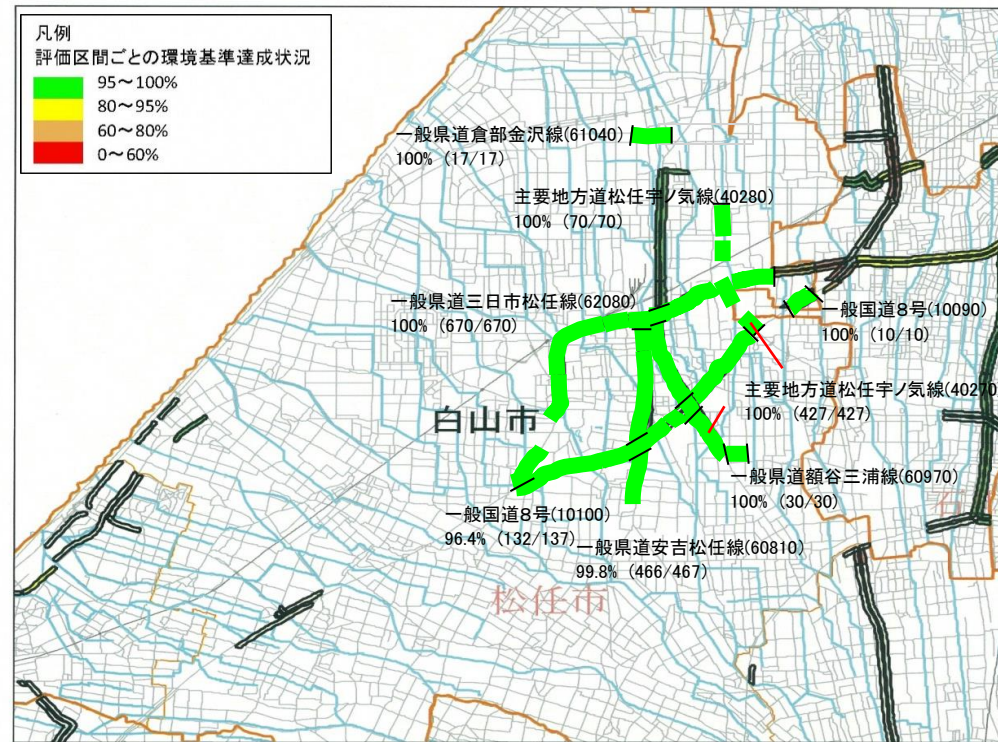 凡例
評価区間ごとの環境基準達成状況
95～100%
80～95%
60～80%
0～60%
一般県道倉部金沢線(61040)
100% (17/17)
主要地方道松任宇ノ気線(40280)
100% (70/70)
一般県道三日市松任線(62080)
100% (670/670)
一般国道8号(10090)
100% (10/10)
主要地方道松任宇ノ気線(40270
100% (427/427)
白山市
一般県道額谷三浦線(60970)
100% (30/30)
一般国道8号(10100)
96.4% (132/137)
一般県道安吉松任線(60810)
99.8% (466/467)
松任市